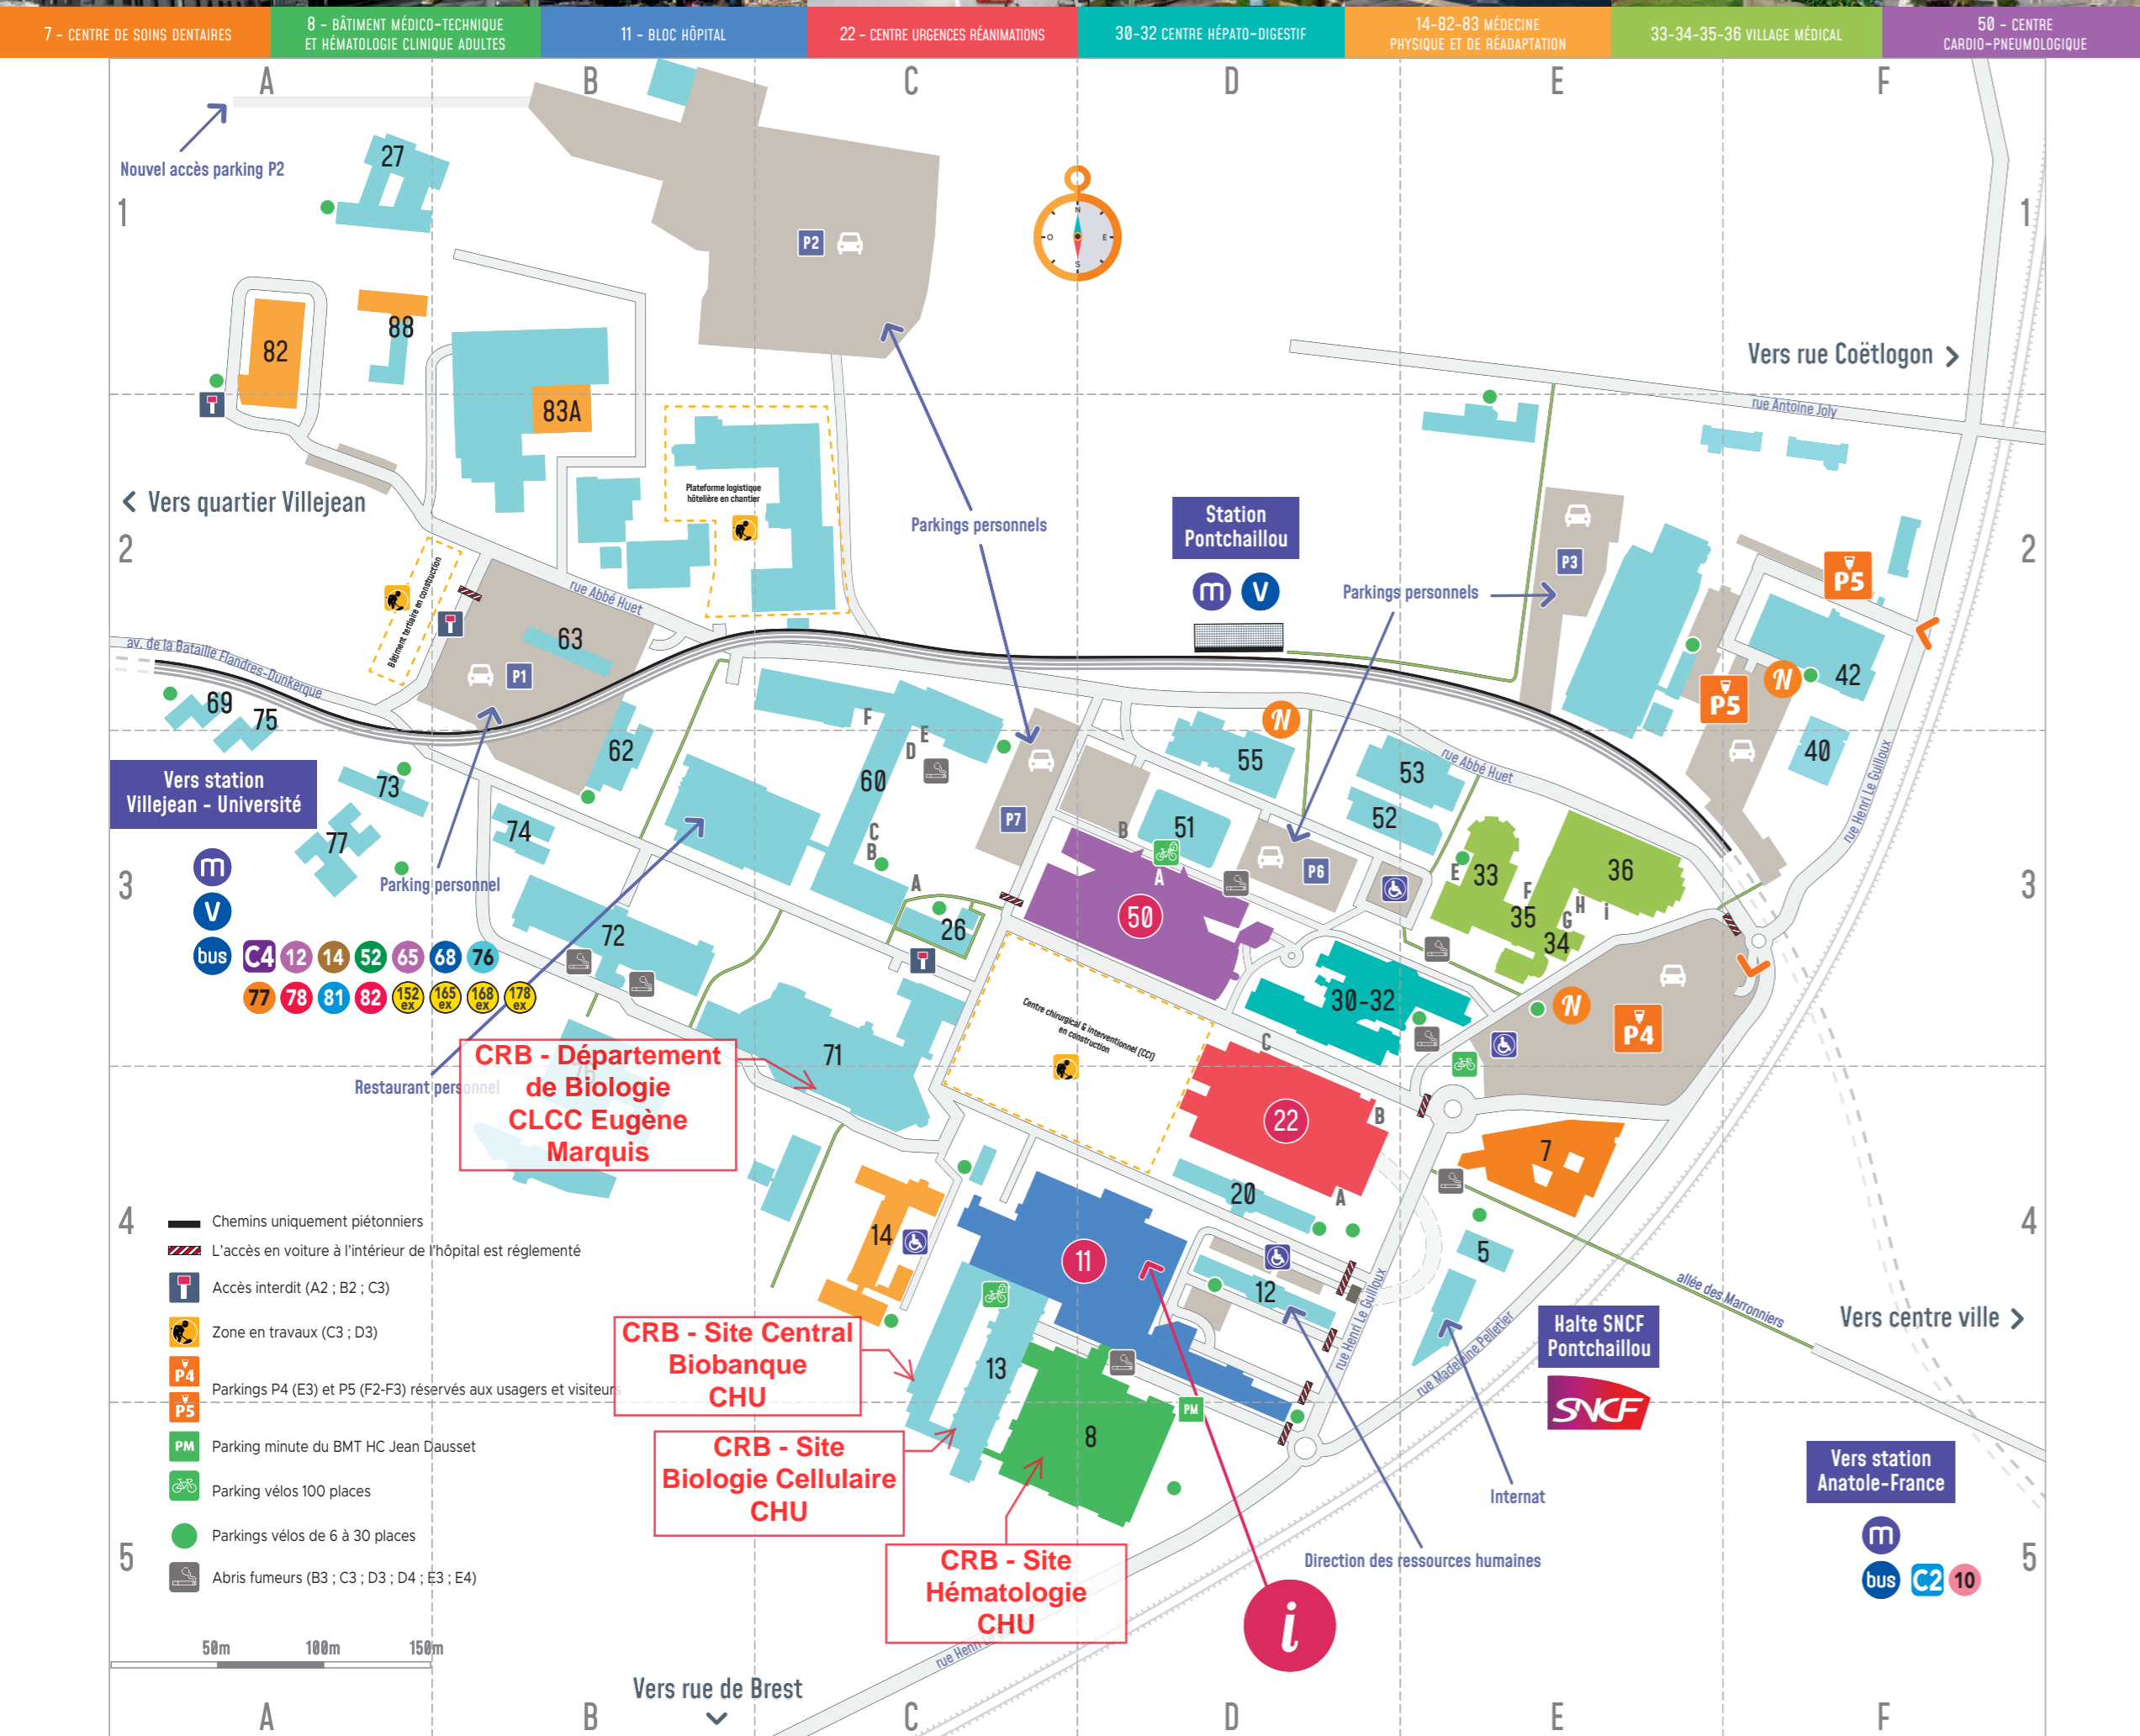 7 - CENTRE DE SOINS DENTAIRES
8 - BÂTIMENT MÉDICO-TECHNIQUE
ET HÉMATOLOGIE CLINIQUE ADULTES
11 - BLOC HÔPITAL
22 - CENTRE URGENCES RÉANIMATIONS
30-32 CENTRE HÉPATO-DIGESTIF
14-82-83 MÉDECINE
PHYSIQUE ET DE RÉADAPTATION
33-34-35-36 VILLAGE MÉDICAL
50 - CENTRE
CARDIO-PNEUMOLOGIQUE
A
B
C
D
E
F
Nouvel accès parking P2
27
1
P2
N
O
E
S
1
82
88
83A
Vers rue Coëtlogon
rue Antoine Joly
Vers quartier Villejean
Plateforme logistique
hôtelière en chantier
Parkings personnels
Station
Pontchaillou
m
V
Parkings personnels
P3
P5
2
2
Bâtiment tertiaire en construction
rue Abbé Huet
63
P1
av. de la Bataille Flandres-Dunkerque
69
75
62
F
E
D
60
C
B
A
P7
N
55
53
52
rue Abbé Huet
P5
N
42
40
rue Henri Le Guilloux
Vers station
Villejean - Université
73
77
74
Parking personnel
m
V
bus
C4
12
14
52
65
68
76
77
78
81
82
152
ex
165
ex
168
ex
178
ex
3
3
72
26
B
51
A
50
P6
E
33
F
35
G
H
i
34
36
30-32
N
P4
Centre chirurgical & interventionnel (CCI)
en construction
71
C
22
B
A
7
Restaurant personnel
76
CRB - Département
de Biologie
CLCC Eugène
Marquis
4
4
Chemins uniquement piétonniers
L'accès en voiture à l'intérieur de l'hôpital est réglementé
Accès interdit (A2 ; B2 ; C3)
Zone en travaux (C3 ; D3)
P4
P5
Parkings P4 (E3) et P5 (F2-F3) réservés aux usagers et visiteurs
PM
Parking minute du BMT HC Jean Dausset
Parking vélos 100 places
Parkings vélos de 6 à 30 places
Abris fumeurs (B3 ; C3 ; D3 ; D4 ; E3 ; E4)
14
11
20
12
5
rue Henri Le Guilloux
rue Madeleine Pelletier
allée des Marronniers
Halte SNCF
Pontchaillou
SNCF
Vers centre ville
CRB - Site Central
Biobanque
CHU
13
8
PM
CRB - Site
Biologie Cellulaire
CHU
CRB - Site
Hématologie
CHU
Internat
Direction des ressources humaines
i
Vers station
Anatole-France
m
bus
C2
10
5
5
50m
100m
150m
rue Henri
Vers rue de Brest
A
B
C
D
E
F